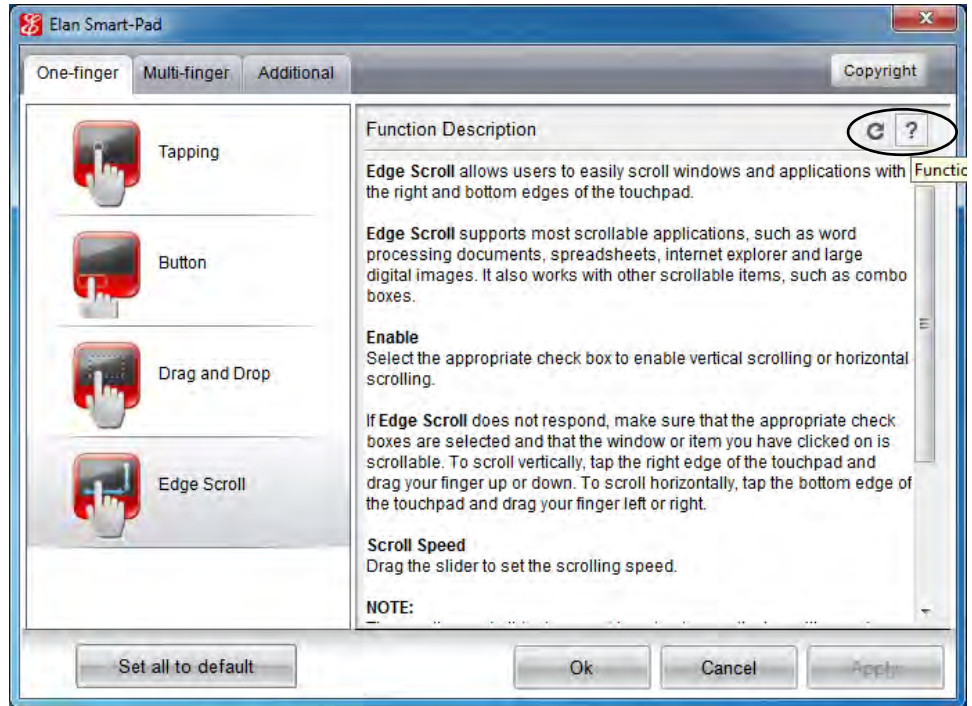 Elan Smart-Pad
x
One-finger Multi-finger Additional
Copyright
Tapping
Button
Drag and Drop
Edge Scroll
Function Description
?
Functio
Edge Scroll allows users to easily scroll windows and applications with
the right and bottom edges of the touchpad.
Edge Scroll supports most scrollable applications, such as word
processing documents, spreadsheets, internet explorer and large
digital images. It also works with other scrollable items, such as combo
boxes.
Enable
Select the appropriate check box to enable vertical scrolling or horizontal
scrolling.
If Edge Scroll does not respond, make sure that the appropriate check
boxes are selected and that the window or item you have clicked on is
scrollable. To scroll vertically, tap the right edge of the touchpad and
drag your finger up or down. To scroll horizontally, tap the bottom edge of
the touchpad and drag your finger left or right.
Scroll Speed
Drag the slider to set the scrolling speed.
NOTE:
Set all to default
Ok
Cancel
Apply